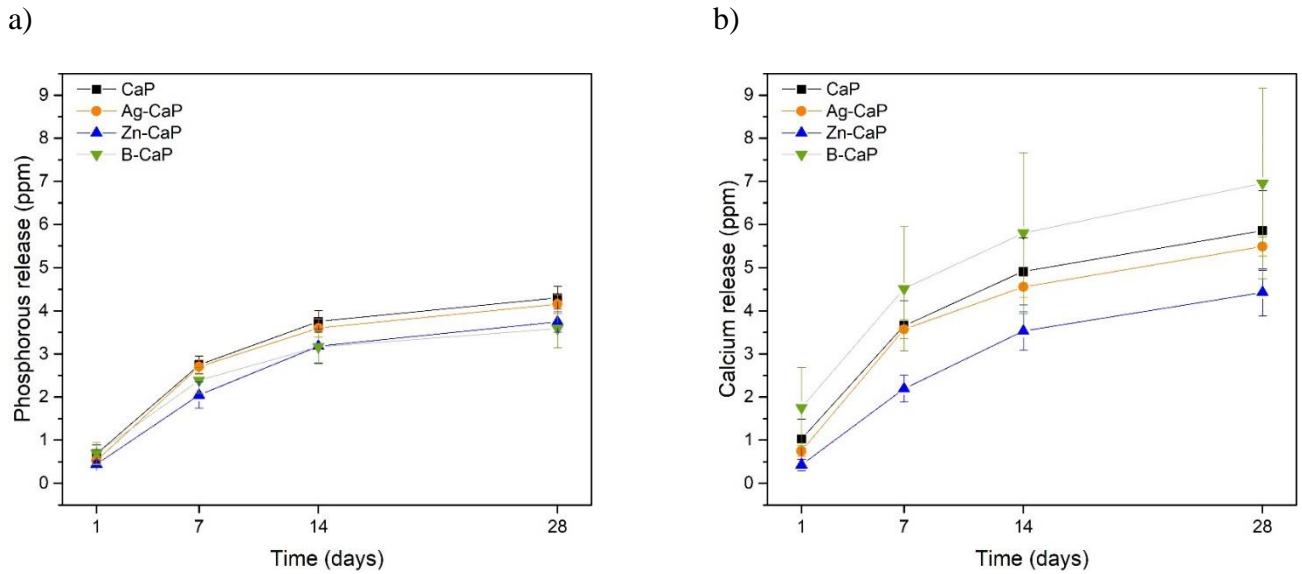 a)
9
8
7
6
5
4
3
2
1
0
Phosphorous release (ppm)
CaP
Ag-CaP
Zn-CaP
B-CaP
1 7 14 28
Time (days)
b)
9
8
7
6
5
4
3
2
1
0
Calcium release (ppm)
CaP
Ag-CaP
Zn-CaP
B-CaP
1 7 14 28
Time (days)